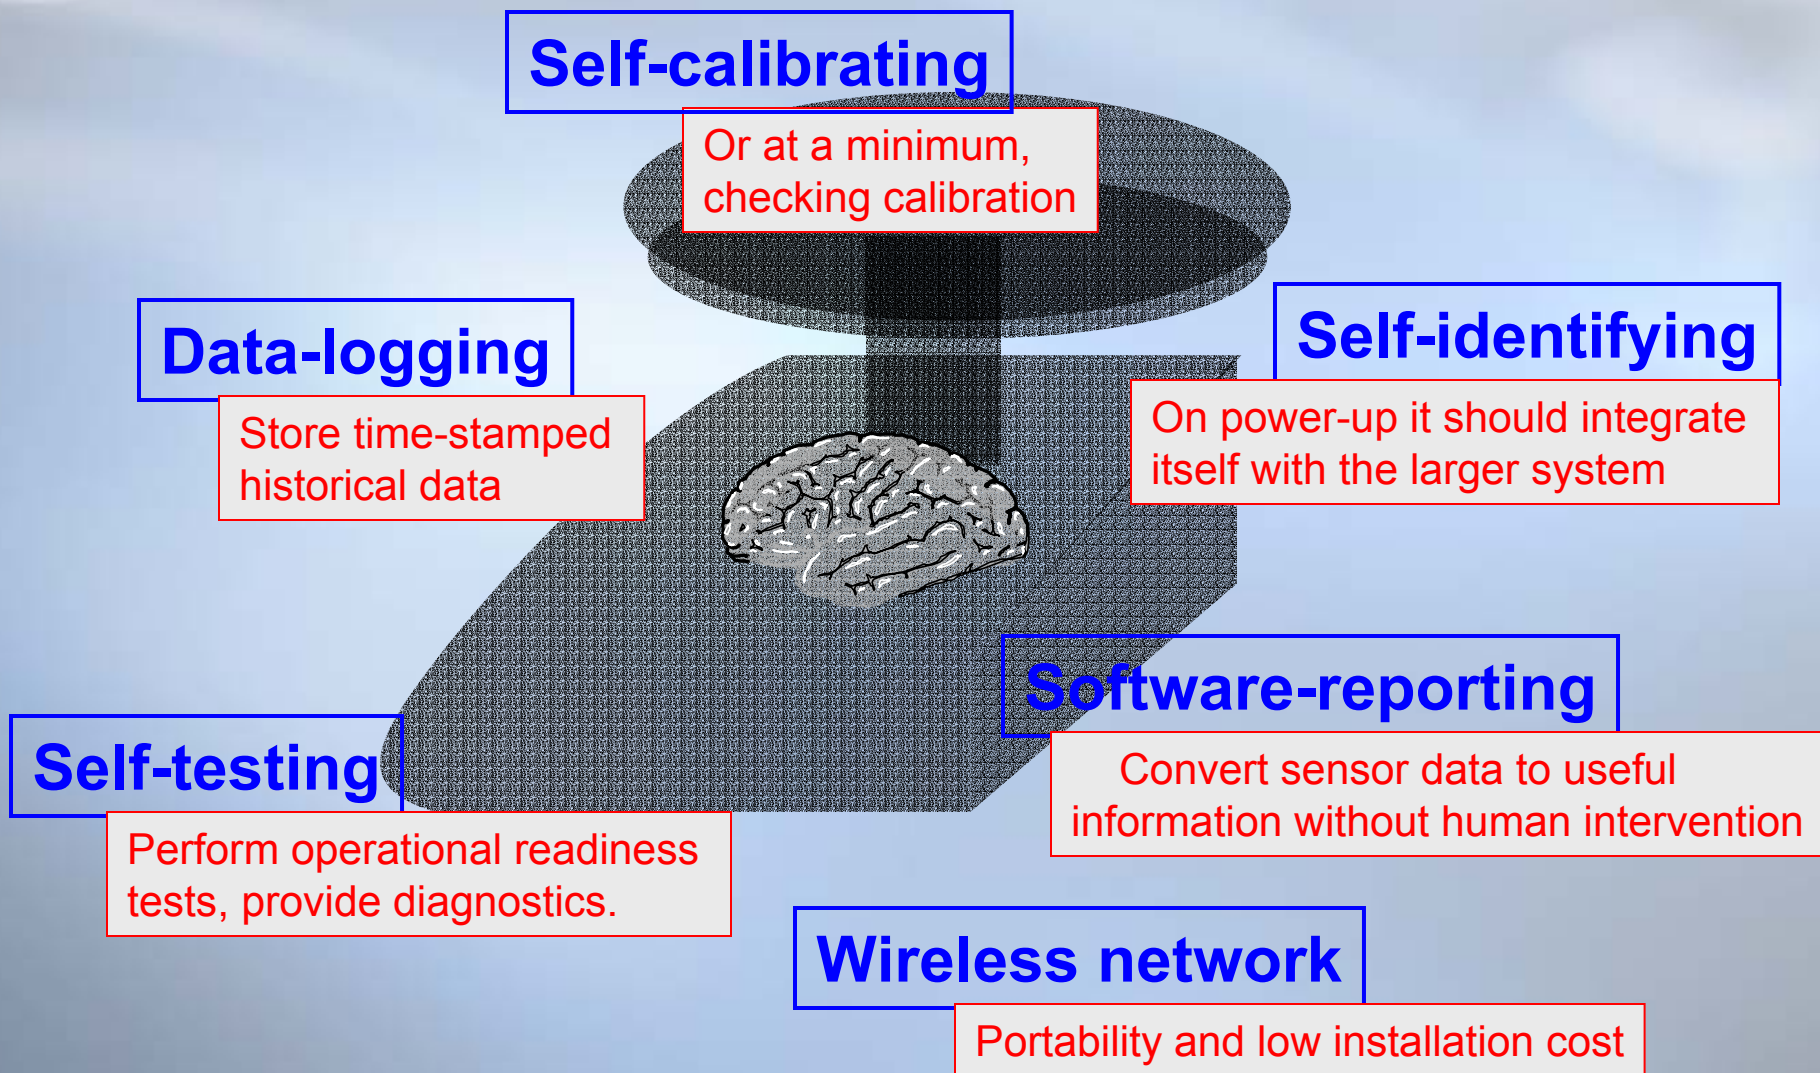 Self-calibrating
Or at a minimum,
checking calibration
Data-logging
Store time-stamped
historical data
Self-identifying
On power-up it should integrate
itself with the larger system
Software-reporting
Convert sensor data to useful
information without human intervention
Self-testing
Perform operational readiness
tests, provide diagnostics.
Wireless network
Portability and low installation cost